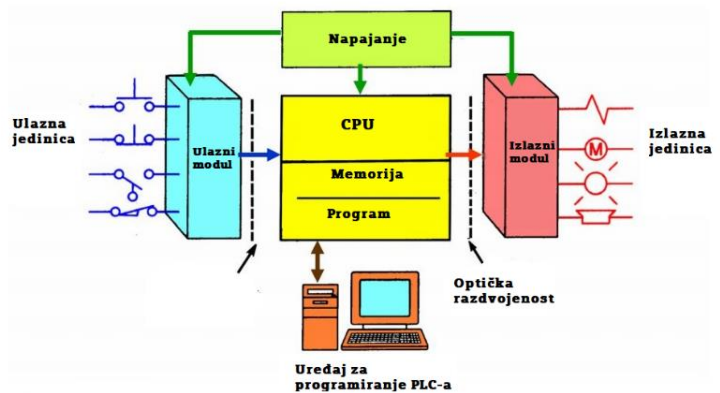 Napajanje
Ulazna
jedinica
Ulazni
modul
CPU
Memorija
Program
Izlazni
modul
M
Izlazna
jedinica
Optička
razdvojenost
Uređaj za
programiranje PLC-a